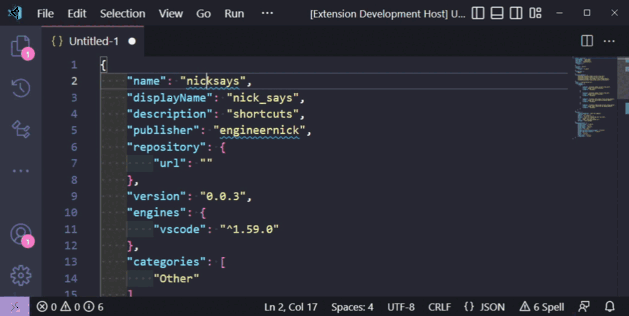 File Edit Selection View Go Run ··· [Extension Development Host] U...
{ } Untitled-1 ● ···
1 {
2 "name": "nicksays",
3 "displayName": "nick_says",
4 "description": "shortcuts",
5 "publisher": "engineernick",
6 "repository": {
7 "url": ""
8 },
9 "version": "0.0.3",
10 "engines": {
11 "vscode": "^1.59.0"
12 },
13 "categories": [
14 "Other"
15 ]
1
1
0 0 6 Ln 2, Col 17 Spaces: 4 UTF-8 CRLF { } JSON 6 Spell